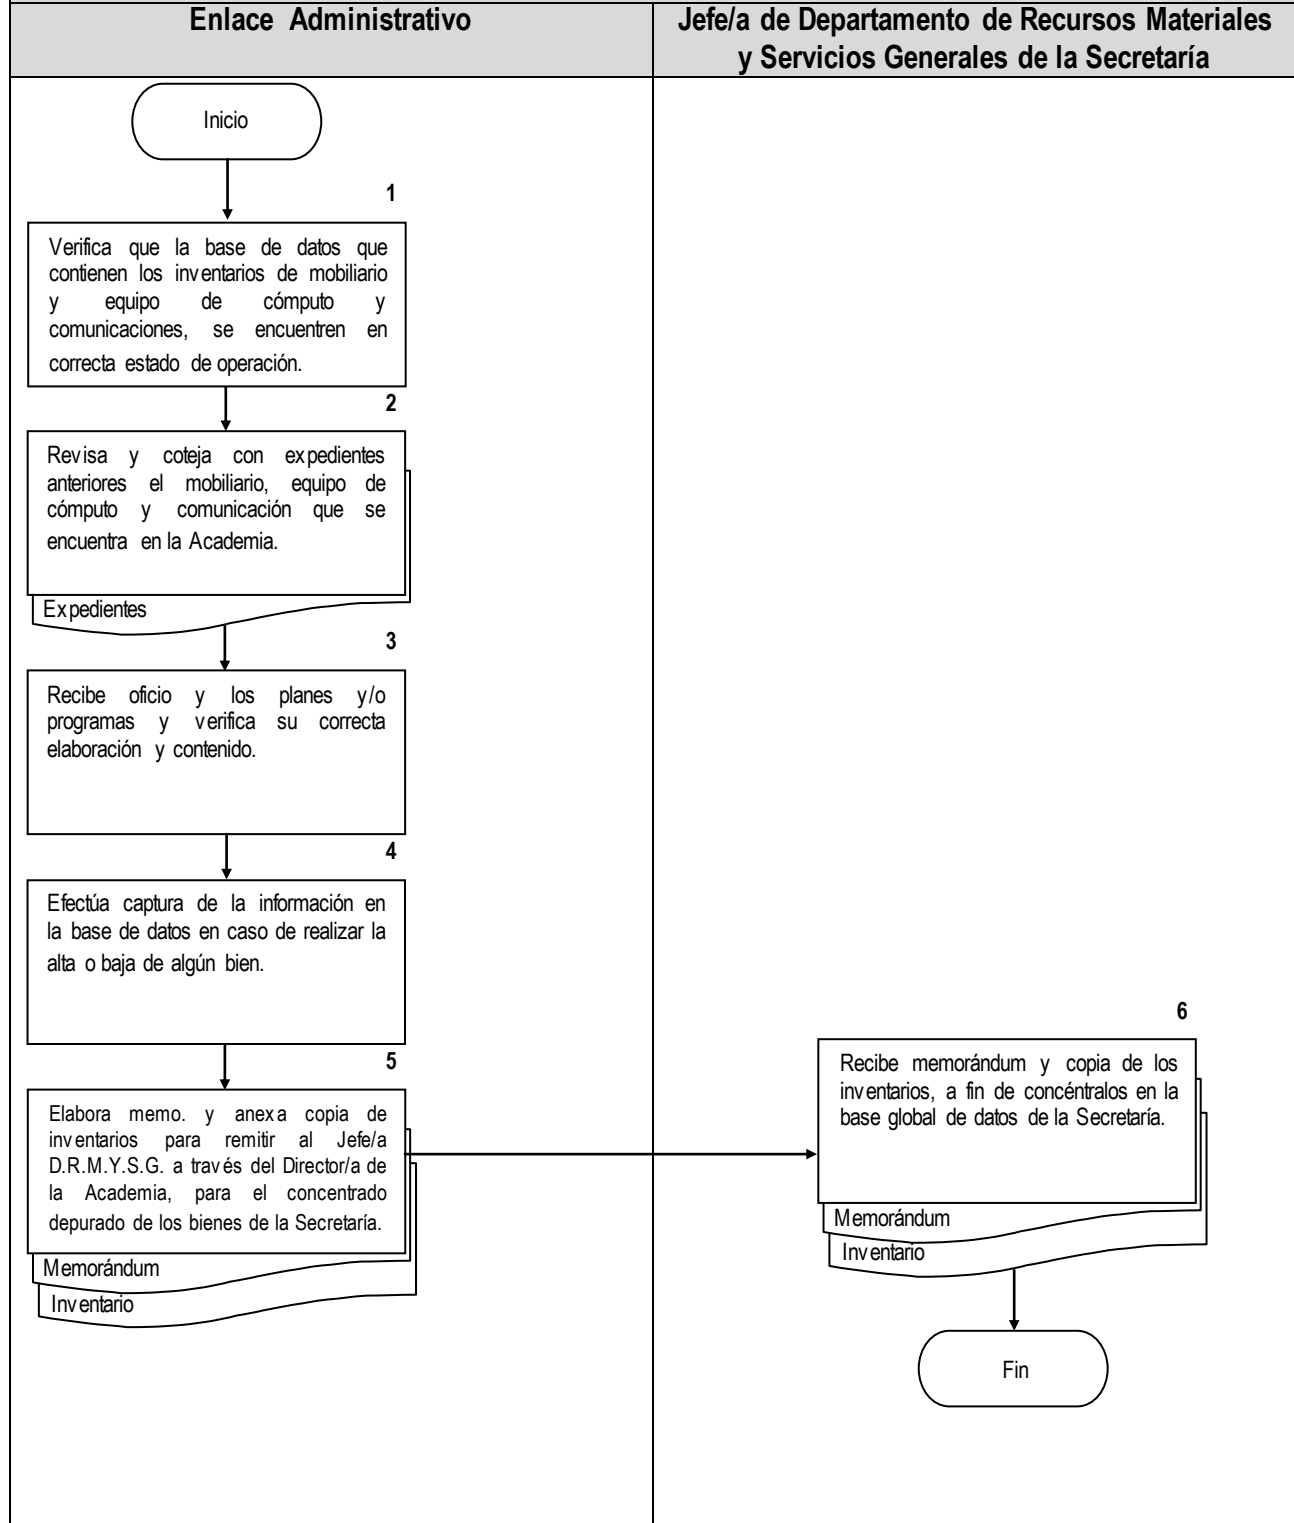 Enlace Administrativo
Jefe/a de Departamento de Recursos Materiales
y Servicios Generales de la Secretaría
Inicio
1
Verifica que la base de datos que
contienen los inventarios de mobiliario
y equipo de cómputo y
comunicaciones, se encuentren en
correcta estado de operación.
2
Revisa y coteja con expedientes
anteriores el mobiliario, equipo de
cómputo y comunicación que se
encuentra en la Academia.
Expedientes
3
Recibe oficio y los planes y/o
programas y verifica su correcta
elaboración y contenido.
4
Efectúa captura de la información en
la base de datos en caso de realizar la
alta o baja de algún bien.
5
Elabora memo. y anexa copia de
inventarios para remitir al Jefe/a
D.R.M.Y.S.G. a través del Director/a de
la Academia, para el concentrado
depurado de los bienes de la Secretaría.
Memorándum
Inventario
6
Recibe memorándum y copia de los
inventarios, a fin de concéntralos en la
base global de datos de la Secretaría.
Memorándum
Inventario
Fin